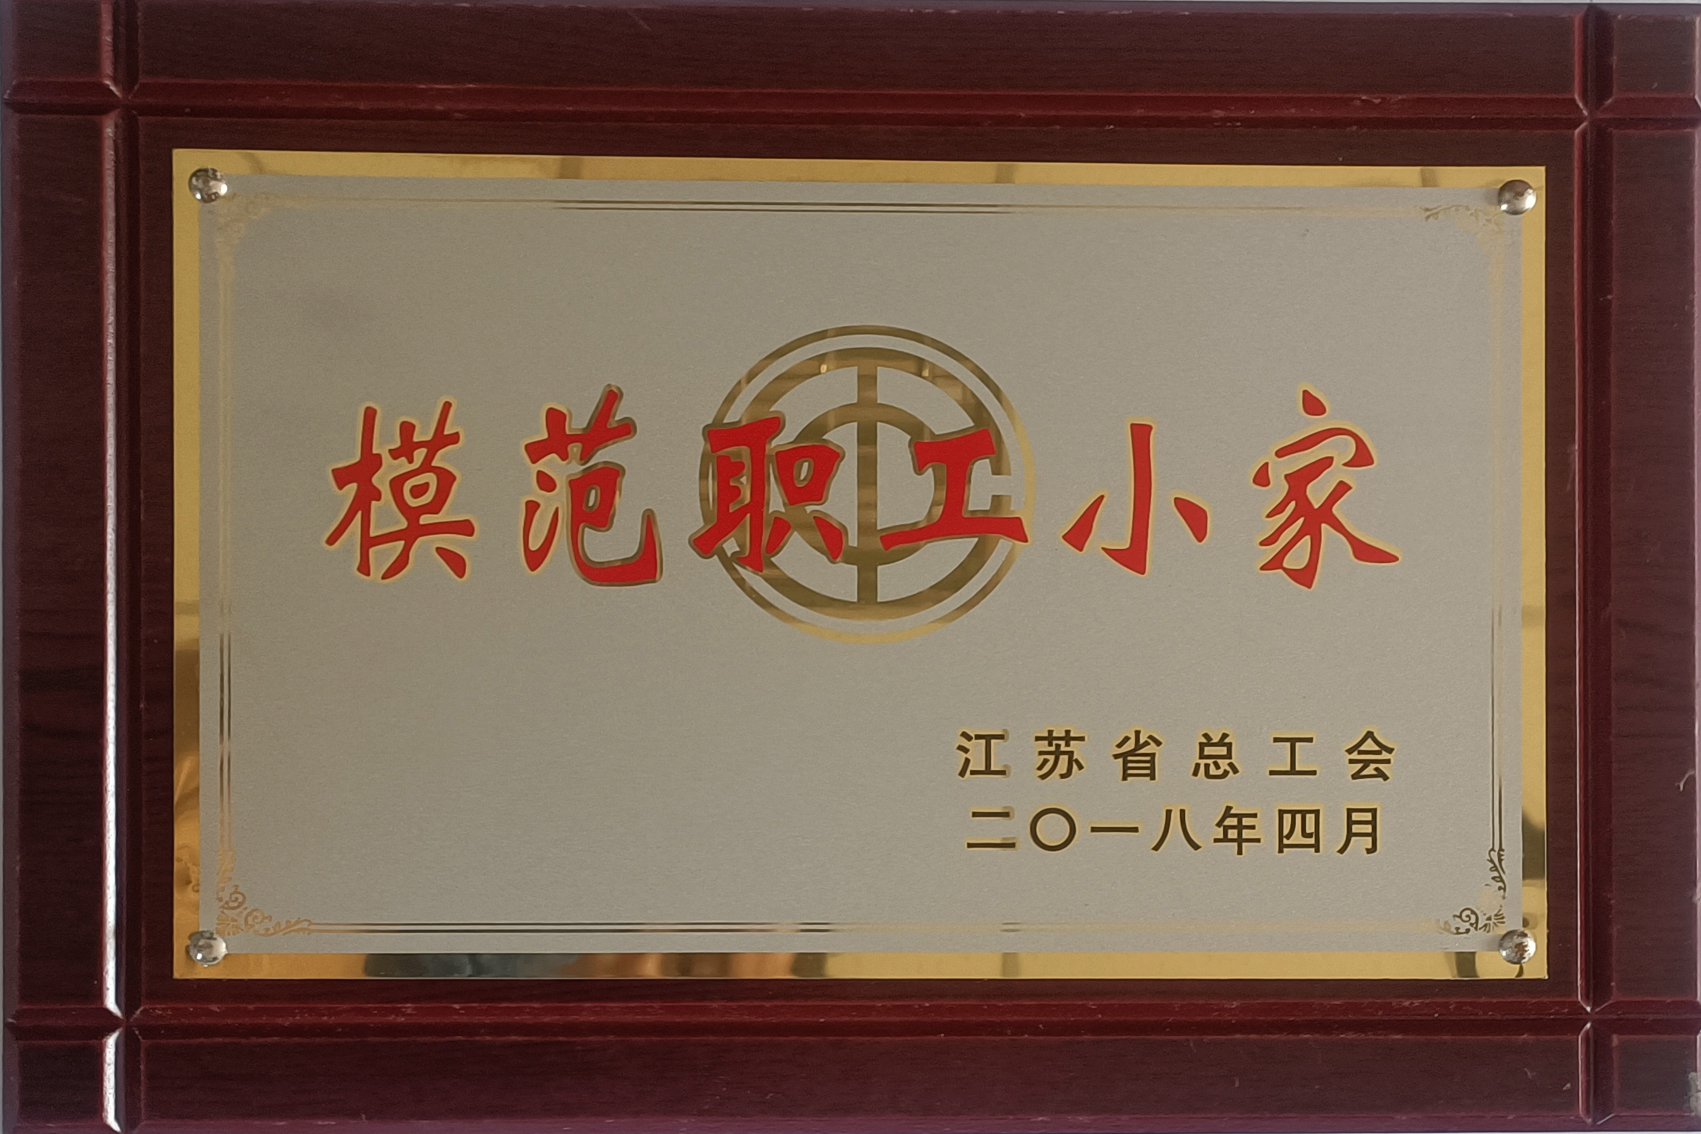 模范职工小家
江苏省总工会
二〇一八年四月